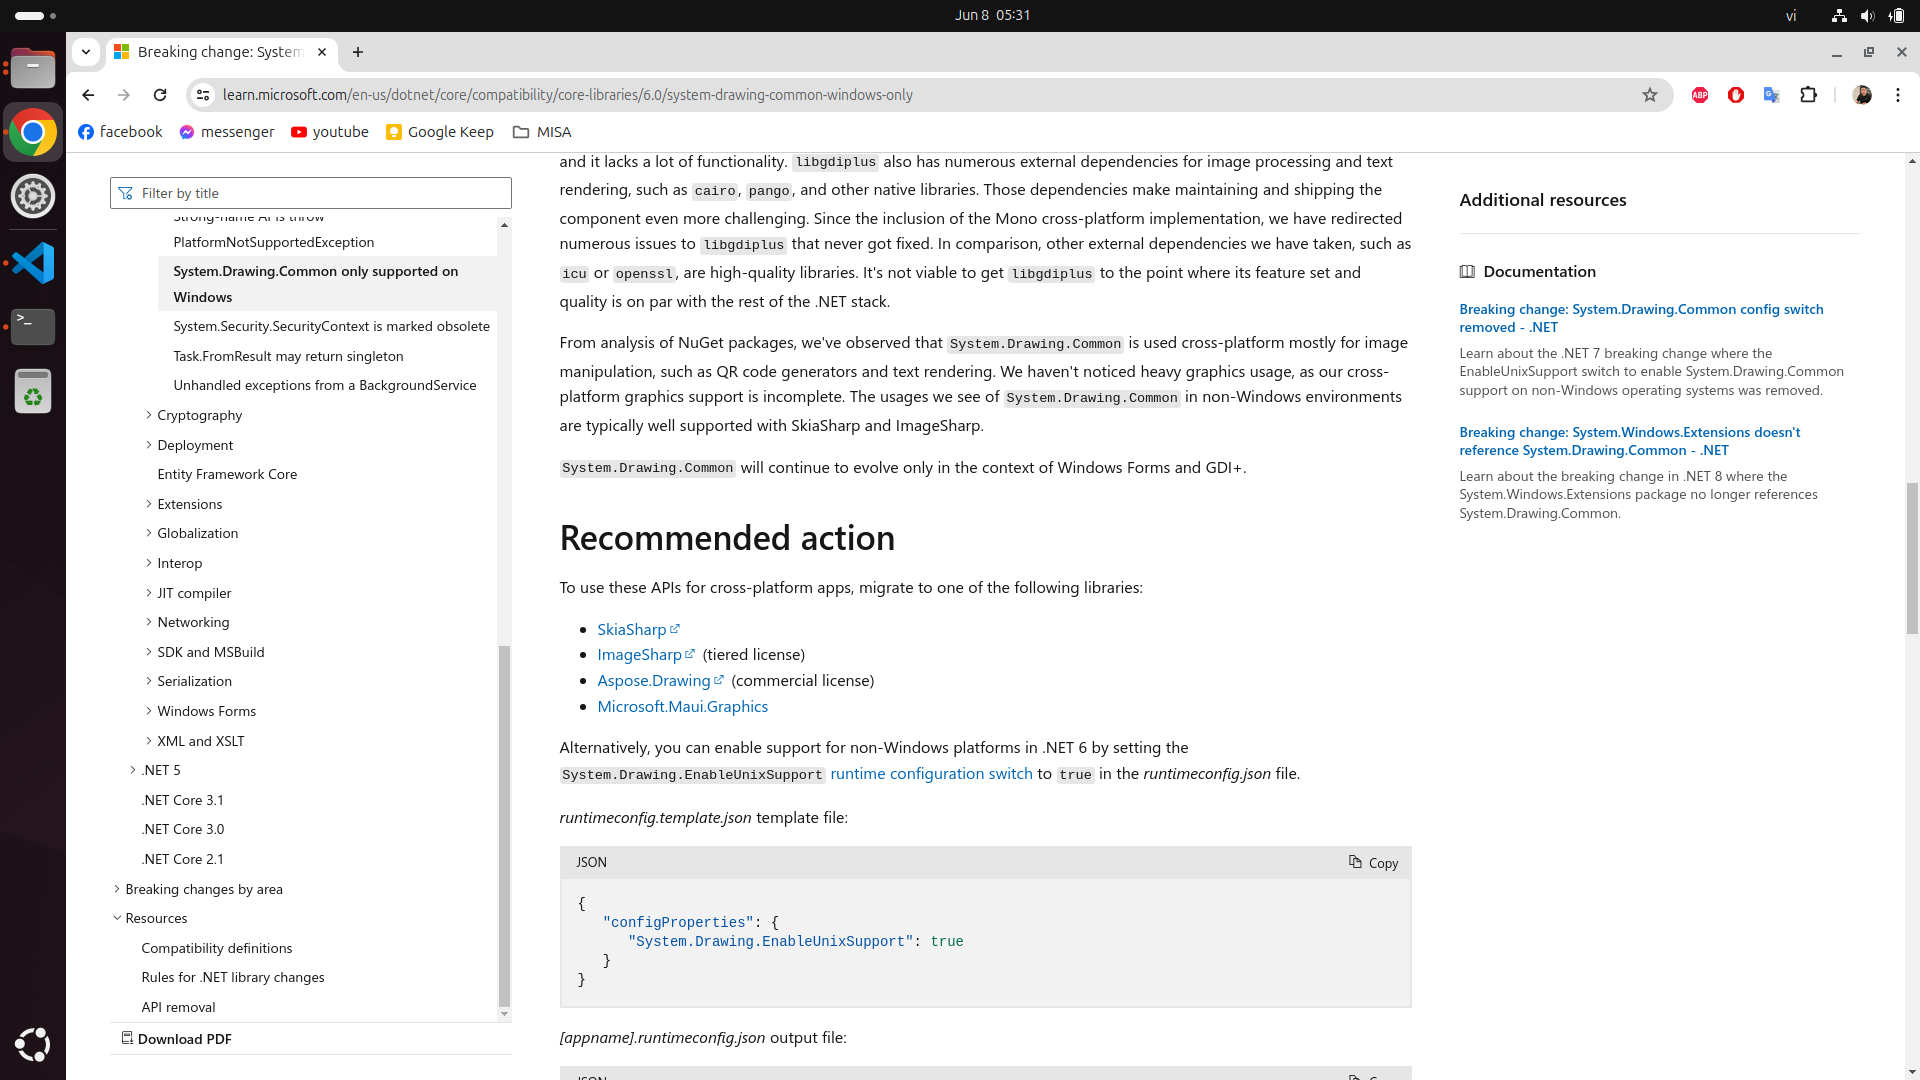 Jun 8 05:31
vi
Breaking change: System
learn.microsoft.com/en-us/dotnet/core/compatibility/core-libraries/6.0/system-drawing-common-windows-only
ABP
facebook
messenger
youtube
Google Keep
MISA
Filter by title
Strong-name APIs throw
PlatformNotSupportedException
System.Drawing.Common only supported on
Windows
System.Security.SecurityContext is marked obsolete
Task.FromResult may return singleton
Unhandled exceptions from a BackgroundService
Cryptography
Deployment
Entity Framework Core
Extensions
Globalization
Interop
JIT compiler
Networking
SDK and MSBuild
Serialization
Windows Forms
XML and XSLT
.NET 5
.NET Core 3.1
.NET Core 3.0
.NET Core 2.1
Breaking changes by area
Resources
Compatibility definitions
Rules for .NET library changes
API removal
Download PDF
and it lacks a lot of functionality. libgdiplus also has numerous external dependencies for image processing and text
rendering, such as cairo, pango, and other native libraries. Those dependencies make maintaining and shipping the
component even more challenging. Since the inclusion of the Mono cross-platform implementation, we have redirected
numerous issues to libgdiplus that never got fixed. In comparison, other external dependencies we have taken, such as
icu or openssl, are high-quality libraries. It's not viable to get libgdiplus to the point where its feature set and
quality is on par with the rest of the .NET stack.
From analysis of NuGet packages, we've observed that System.Drawing.Common is used cross-platform mostly for image
manipulation, such as QR code generators and text rendering. We haven't noticed heavy graphics usage, as our cross-
platform graphics support is incomplete. The usages we see of System.Drawing.Common in non-Windows environments
are typically well supported with SkiaSharp and ImageSharp.
System.Drawing.Common will continue to evolve only in the context of Windows Forms and GDI+.
Recommended action
To use these APIs for cross-platform apps, migrate to one of the following libraries:
SkiaSharp
ImageSharp (tiered license)
Aspose.Drawing (commercial license)
Microsoft.Maui.Graphics
Alternatively, you can enable support for non-Windows platforms in .NET 6 by setting the
System.Drawing.EnableUnixSupport runtime configuration switch to true in the runtimeconfig.json file.
runtimeconfig.template.json template file:
JSON
Copy
{
"configProperties": {
"System.Drawing.EnableUnixSupport": true
}
}
[appname].runtimeconfig.json output file:
Additional resources
Documentation
Breaking change: System.Drawing.Common config switch
removed - .NET
Learn about the .NET 7 breaking change where the
EnableUnixSupport switch to enable System.Drawing.Common
support on non-Windows operating systems was removed.
Breaking change: System.Windows.Extensions doesn't
reference System.Drawing.Common - .NET
Learn about the breaking change in .NET 8 where the
System.Windows.Extensions package no longer references
System.Drawing.Common.